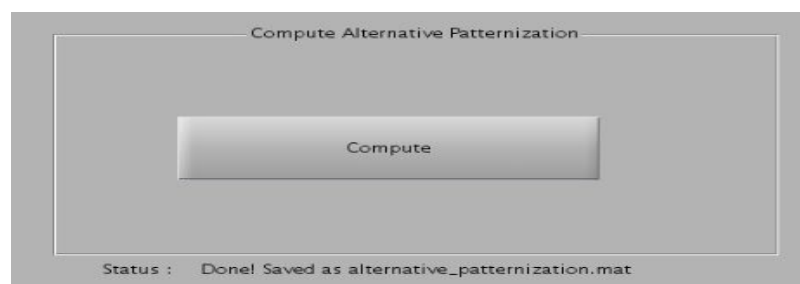 Compute Alternative Patternization
Compute
Status : Done! Saved as alternative_patternization.mat